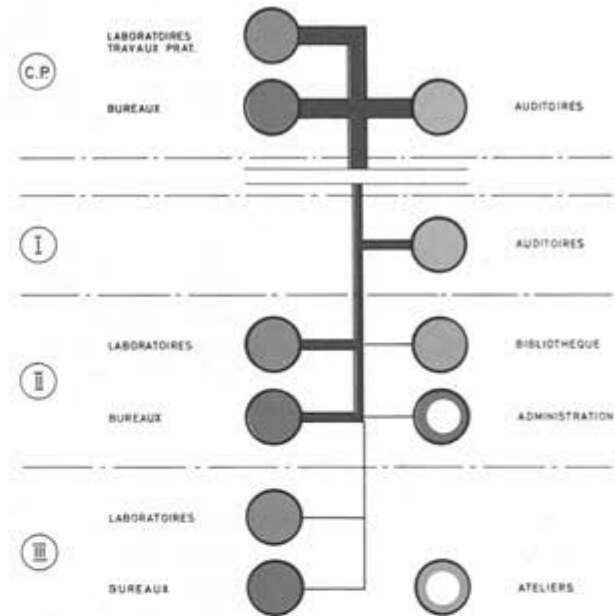 LABORATOIRES
TRAVAUX PRAT.
C.P.
BUREAUX
AUDITOIRES
I
AUDITOIRES
LABORATOIRES
BIBLIOTHEQUE
II
BUREAUX
ADMINISTRATION
LABORATOIRES
III
BUREAUX
ATELIERS